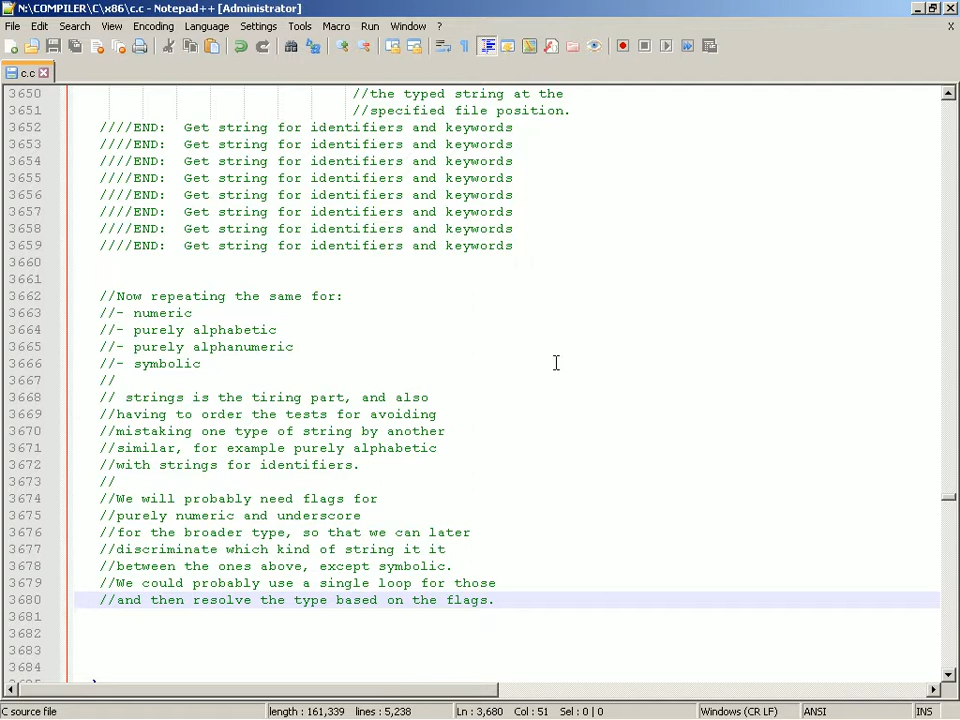 N:\COMPILER\C\x86\c.c - Notepad++ [Administrator]
File Edit Search View Encoding Language Settings Tools Macro Run Window ? X
c.c
3650 //the typed string at the
3651 //specified file position.
3652 ////END: Get string for identifiers and keywords
3653 ////END: Get string for identifiers and keywords
3654 ////END: Get string for identifiers and keywords
3655 ////END: Get string for identifiers and keywords
3656 ////END: Get string for identifiers and keywords
3657 ////END: Get string for identifiers and keywords
3658 ////END: Get string for identifiers and keywords
3659 ////END: Get string for identifiers and keywords
3660
3661
3662 //Now repeating the same for:
3663 //- numeric
3664 //- purely alphabetic
3665 //- purely alphanumeric
3666 //- symbolic
3667 //
3668 // strings is the tiring part, and also
3669 //having to order the tests for avoiding
3670 //mistaking one type of string by another
3671 //similar, for example purely alphabetic
3672 //with strings for identifiers.
3673 //
3674 //We will probably need flags for
3675 //purely numeric and underscore
3676 //for the broader type, so that we can later
3677 //discriminate which kind of string it it
3678 //between the ones above, except symbolic.
3679 //We could probably use a single loop for those
3680 //and then resolve the type based on the flags.
3681
3682
3683
3684
C source file length : 161,339 lines : 5,238 Ln : 3,680 Col : 51 Sel : 0 | 0 Windows (CR LF) ANSI INS